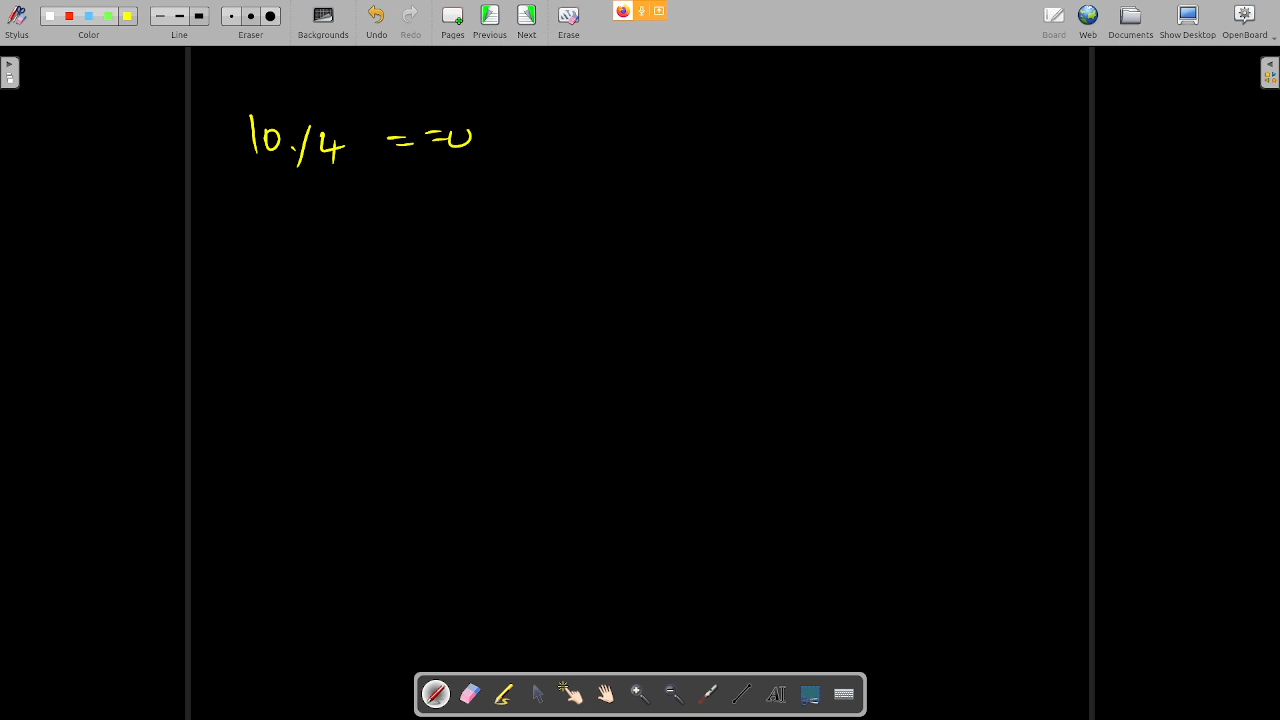 Stylus
Color
Line
Eraser
Backgrounds
Undo
Redo
Pages
Previous
Next
Erase
Board
Web
Documents
Show Desktop
OpenBoard
10 ./4 = =0
AI